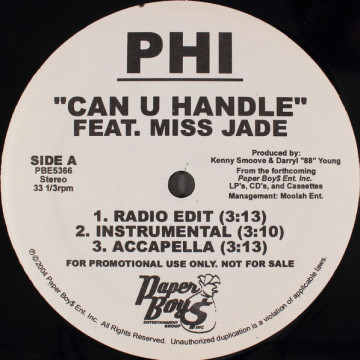 PHI
"CAN U HANDLE"
FEAT. MISS JADE
SIDE A
PBE5366
Stereo
33 1/3rpm
Produced by:
Kenny Smoove & Darryl "88" Young
From the forthcoming
Paper Boy$ Ent. Inc.
LP's, CD's, and Cassettes
Management: Moolah Ent.
1. RADIO EDIT (3:13)
2. INSTRUMENTAL (3:10)
3. ACCAPELLA (3:13)
FOR PROMOTIONAL USE ONLY. NOT FOR SALE
Paper
Boy$
ENTERTAINMENT
GROUP INC
℗©2004 Paper Boy$ Ent. Inc. All Rights Reserved. Unauthorized duplication is a violation of applicable laws.